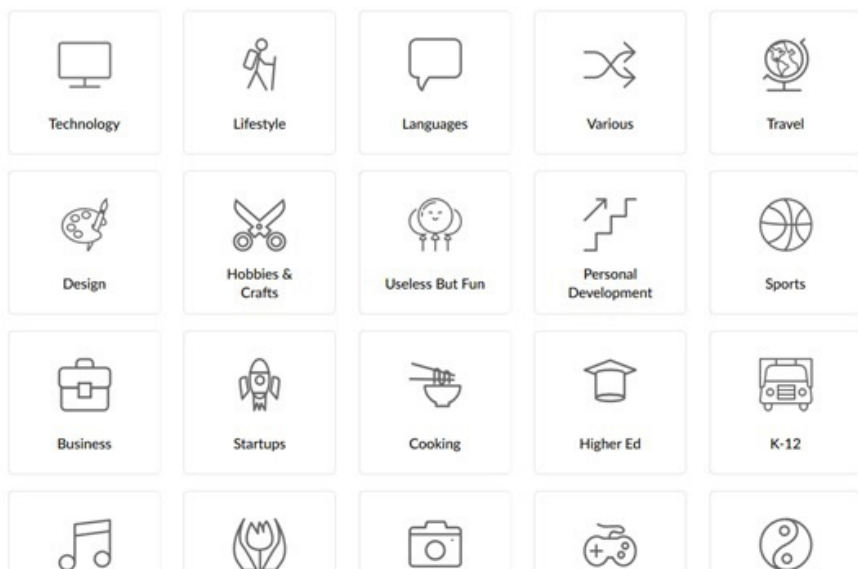 Technology
Lifestyle
Languages
Various
Travel
Design
Hobbies &
Crafts
Useless But Fun
Personal
Development
Sports
Business
Startups
Cooking
Higher Ed
K-12